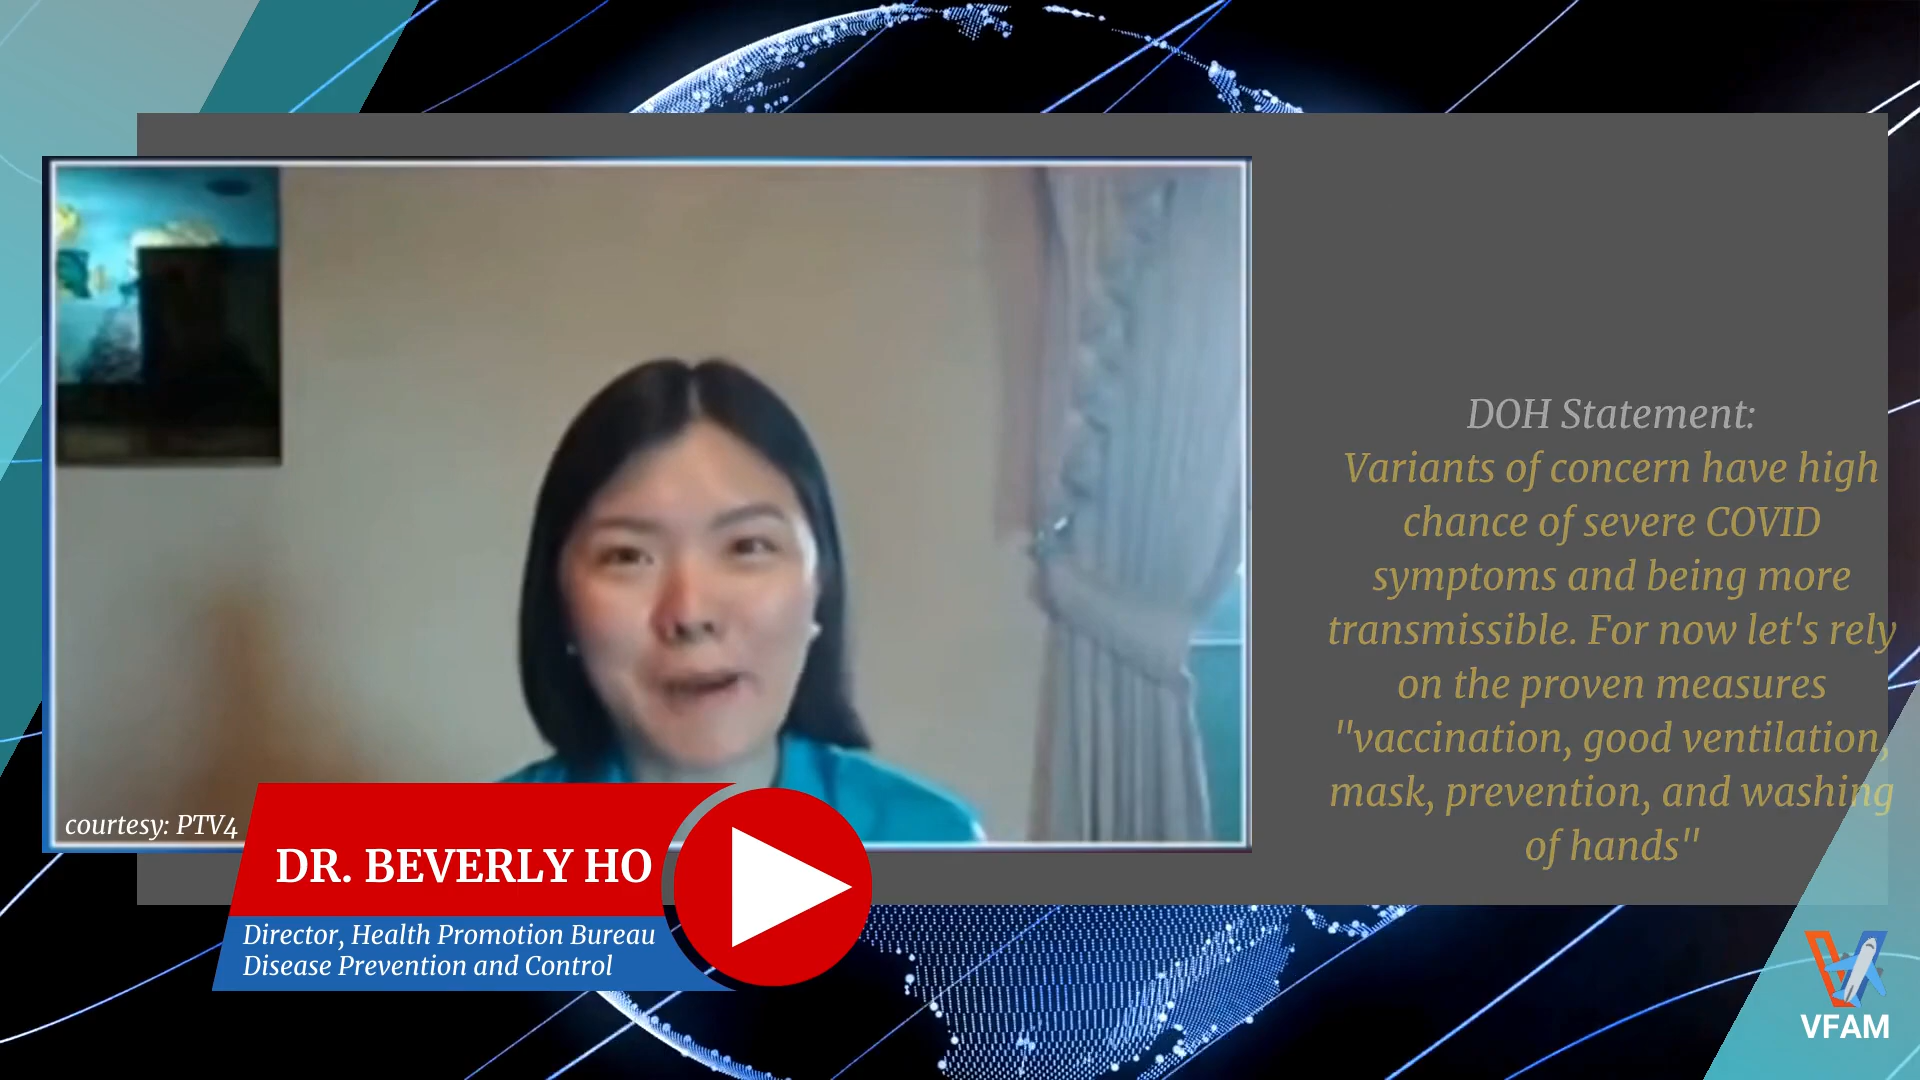 DOH Statement:
Variants of concern have high
chance of severe COVID
symptoms and being more
transmissible. For now let's rely
on the proven measures
"vaccination, good ventilation,
mask, prevention, and washing
of hands"
courtesy: PTV4
DR. BEVERLY HO
Director, Health Promotion Bureau
Disease Prevention and Control
VFAM